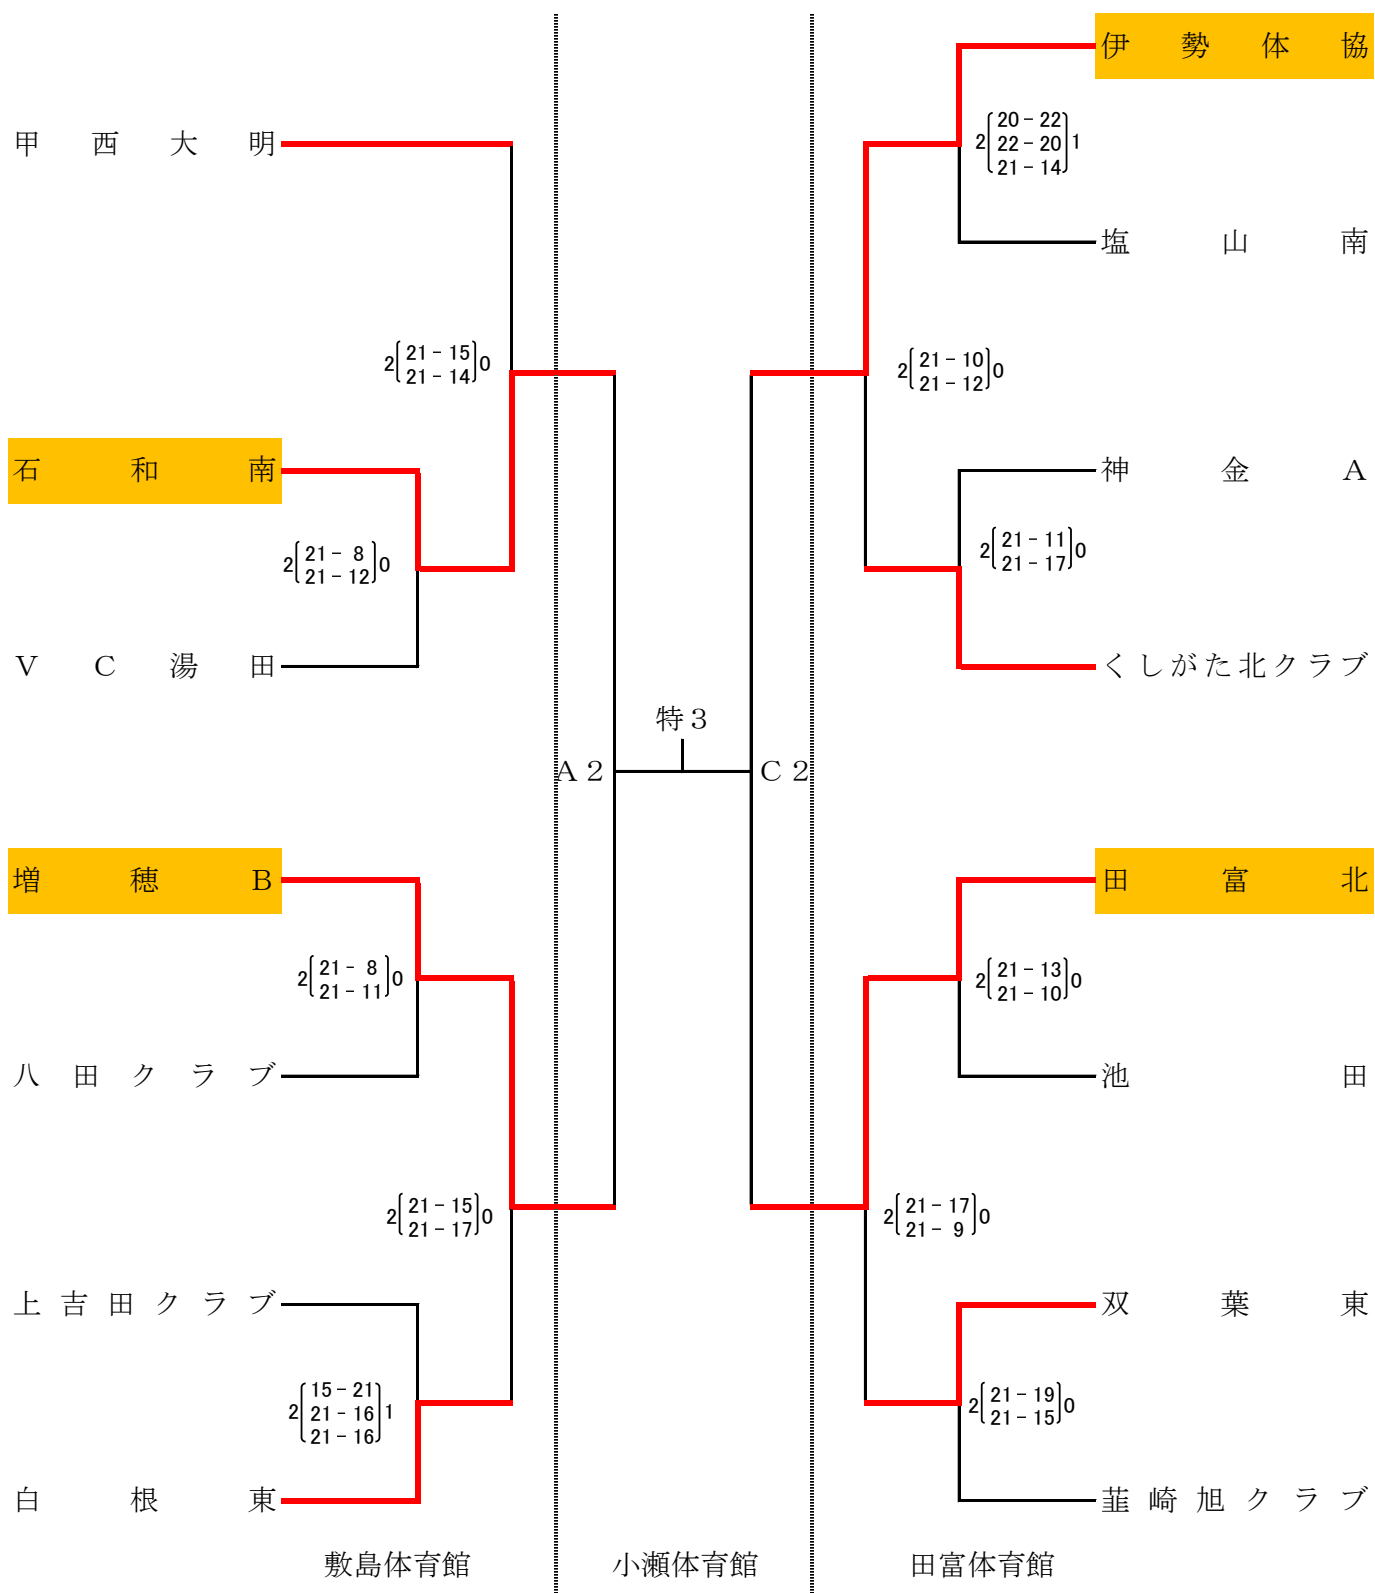 伊勢体協
甲西大明
2 20－22 1
22－20
21－14
塩山南
2 21－15 0
21－14
2 21－10 0
21－12
石和南
神金Ａ
2 21－ 8 0
21－12
2 21－11 0
21－17
ＶＣ湯田
くしがた北クラブ
特３
Ａ２
Ｃ２
増穂Ｂ
田富北
2 21－ 8 0
21－11
2 21－13 0
21－10
八田クラブ
池田
2 21－15 0
21－17
2 21－17 0
21－ 9
上吉田クラブ
双葉東
2 15－21 1
21－16
21－16
2 21－19 0
21－15
白根東
韮崎旭クラブ
敷島体育館
小瀬体育館
田富体育館